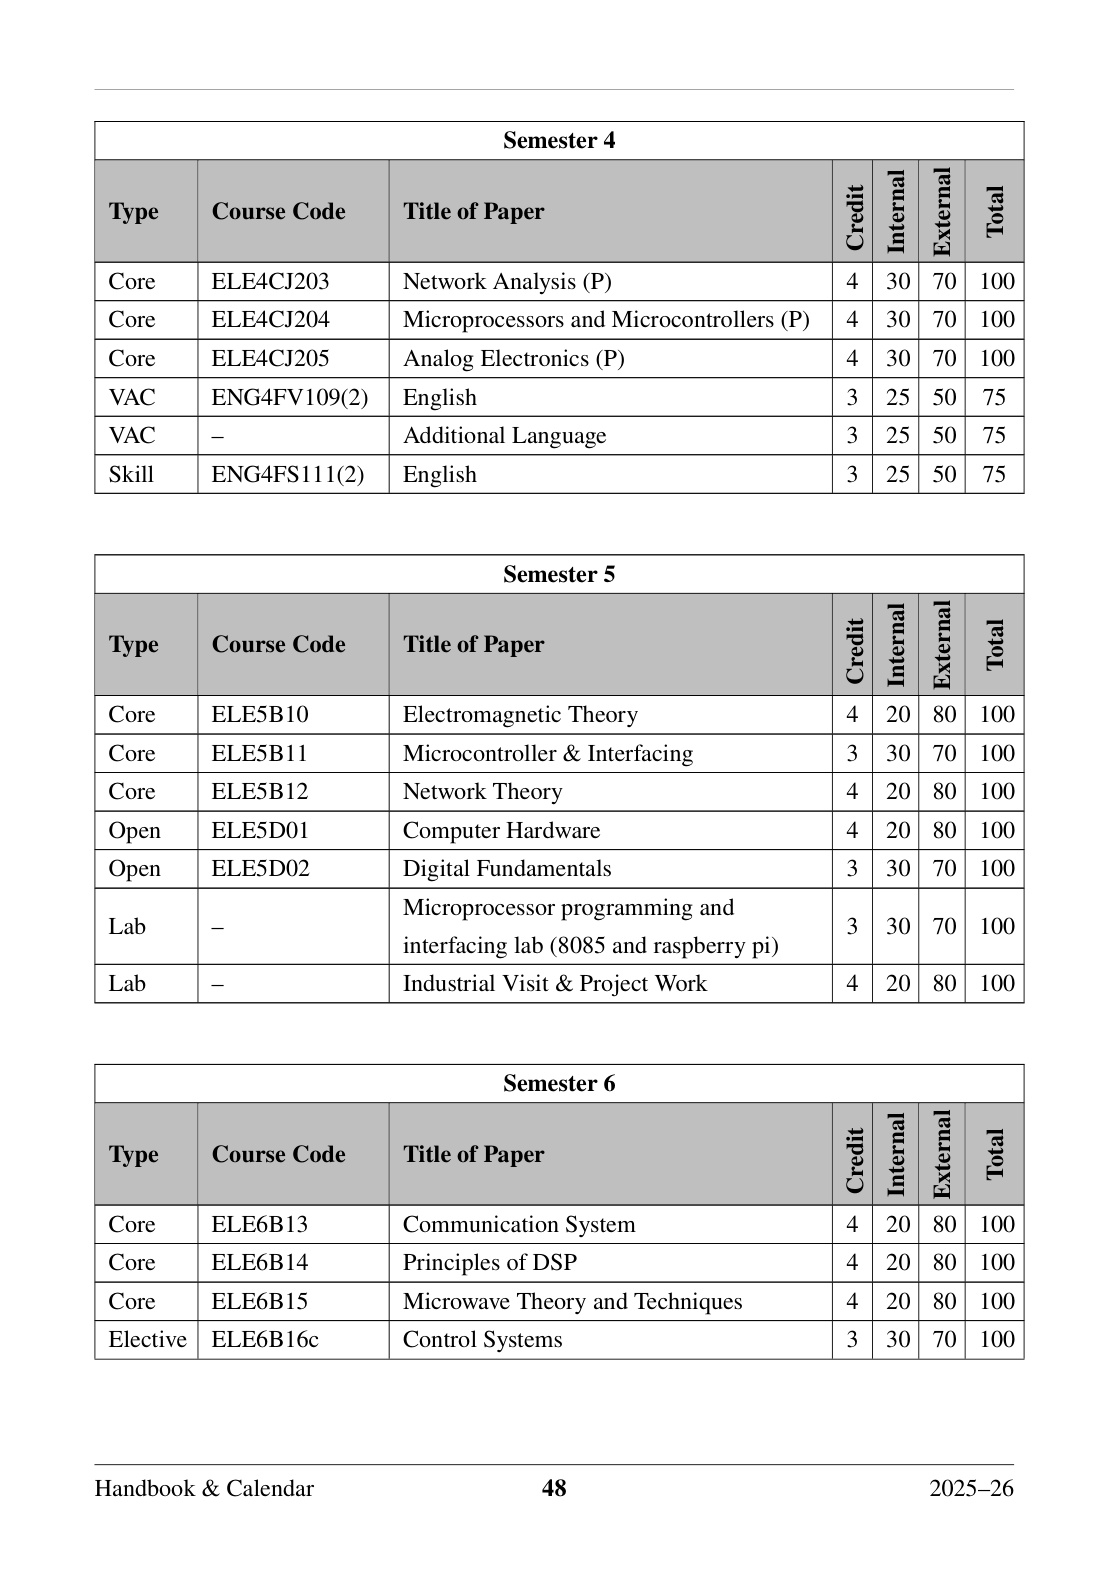 Semester 4
Type Course Code Title of Paper Credit Internal External Total
Core ELE4CJ203 Network Analysis (P) 4 30 70 100
Core ELE4CJ204 Microprocessors and Microcontrollers (P) 4 30 70 100
Core ELE4CJ205 Analog Electronics (P) 4 30 70 100
VAC ENG4FV109(2) English 3 25 50 75
VAC – Additional Language 3 25 50 75
Skill ENG4FS111(2) English 3 25 50 75
Semester 5
Type Course Code Title of Paper Credit Internal External Total
Core ELE5B10 Electromagnetic Theory 4 20 80 100
Core ELE5B11 Microcontroller & Interfacing 3 30 70 100
Core ELE5B12 Network Theory 4 20 80 100
Open ELE5D01 Computer Hardware 4 20 80 100
Open ELE5D02 Digital Fundamentals 3 30 70 100
Lab – Microprocessor programming and
interfacing lab (8085 and raspberry pi) 3 30 70 100
Lab – Industrial Visit & Project Work 4 20 80 100
Semester 6
Type Course Code Title of Paper Credit Internal External Total
Core ELE6B13 Communication System 4 20 80 100
Core ELE6B14 Principles of DSP 4 20 80 100
Core ELE6B15 Microwave Theory and Techniques 4 20 80 100
Elective ELE6B16c Control Systems 3 30 70 100
Handbook & Calendar 48 2025–26